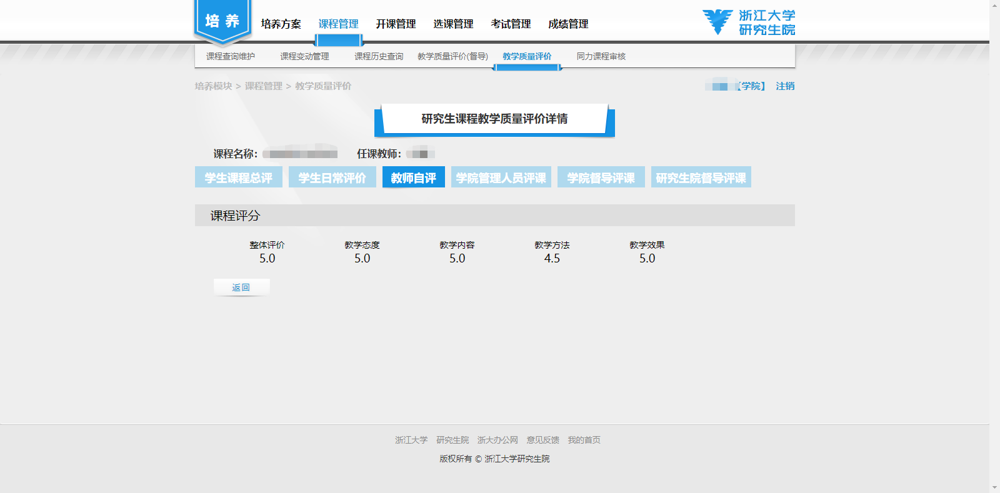 培 养
培养方案 课程管理 开课管理 选课管理 考试管理 成绩管理
浙江大学
研究生院
课程查询维护 课程变动管理 课程历史查询 教学质量评价(督导) 教学质量评价 同力课程审核
培养模块 > 课程管理 > 教学质量评价
【学院】 注销
研究生课程教学质量评价详情
课程名称： 任课教师：
学生课程总评 学生日常评价 教师自评 学院管理人员评课 学院督导评课 研究生院督导评课
课程评分
整体评价 教学态度 教学内容 教学方法 教学效果
5.0 5.0 5.0 4.5 5.0
返回
浙江大学 研究生院 浙大办公网 意见反馈 我的首页
版权所有 © 浙江大学研究生院